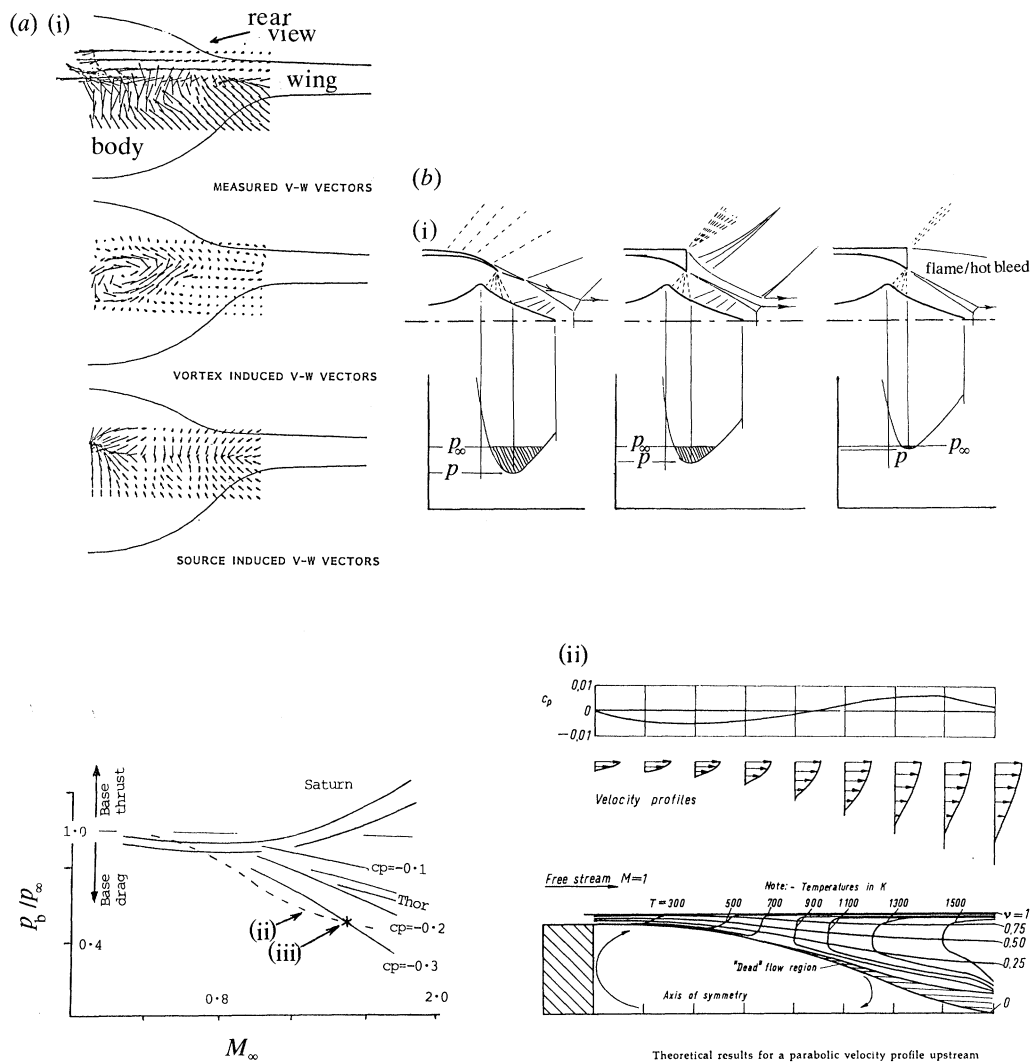 (a) (i)
rear
view
wing
body
MEASURED V-W VECTORS
VORTEX INDUCED V-W VECTORS
SOURCE INDUCED V-W VECTORS
(b)
(i)
flame/hot bleed
p∞
p
p∞
p
p
p∞
Base thrust
Base drag
1·0
0·4
p_b/p∞
Saturn
cp=-0·1
Thor
cp=-0·2
cp=-0·3
(ii)
(iii)
0·8
2·0
M∞
(ii)
c_p
0,01
0
-0,01
Velocity profiles
Free stream M=1
Note:- Temperatures in K
T=300 500 700 900 1100 1300 1500
ν=1
0,75
0,50
0,25
0
"Dead" flow region
Axis of symmetry
Theoretical results for a parabolic velocity profile upstream